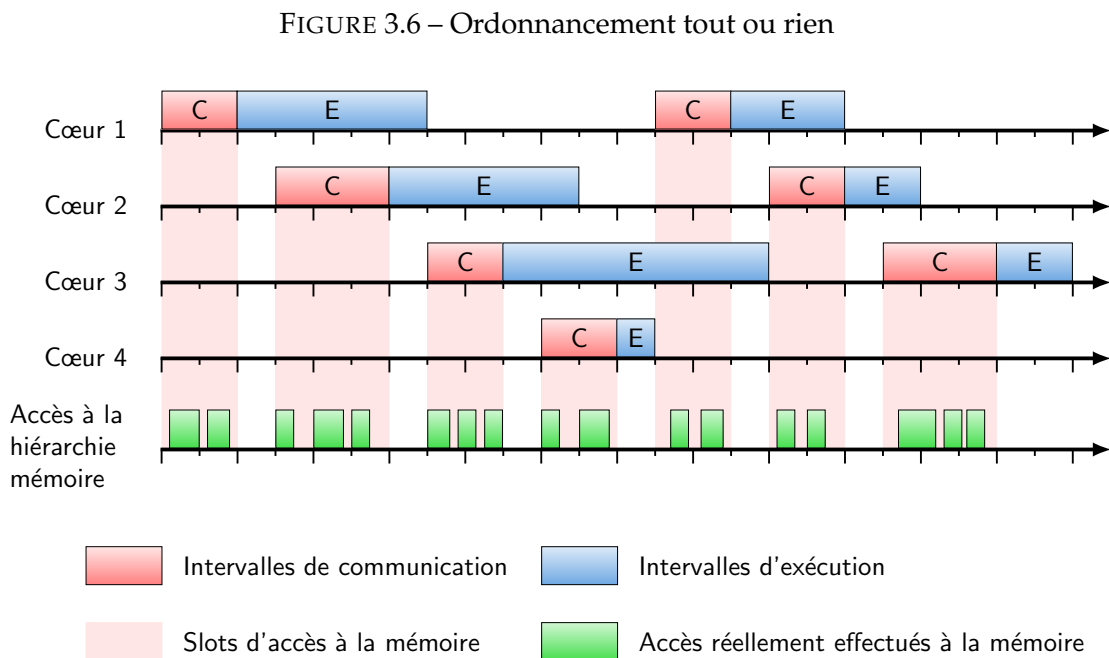 FIGURE 3.6 – Ordonnancement tout ou rien
Cœur 1
C
E
C
E
Cœur 2
C
E
C
E
Cœur 3
C
E
C
E
Cœur 4
C
E
Accès à la
hiérarchie
mémoire
Intervalles de communication
Intervalles d'exécution
Slots d'accès à la mémoire
Accès réellement effectués à la mémoire